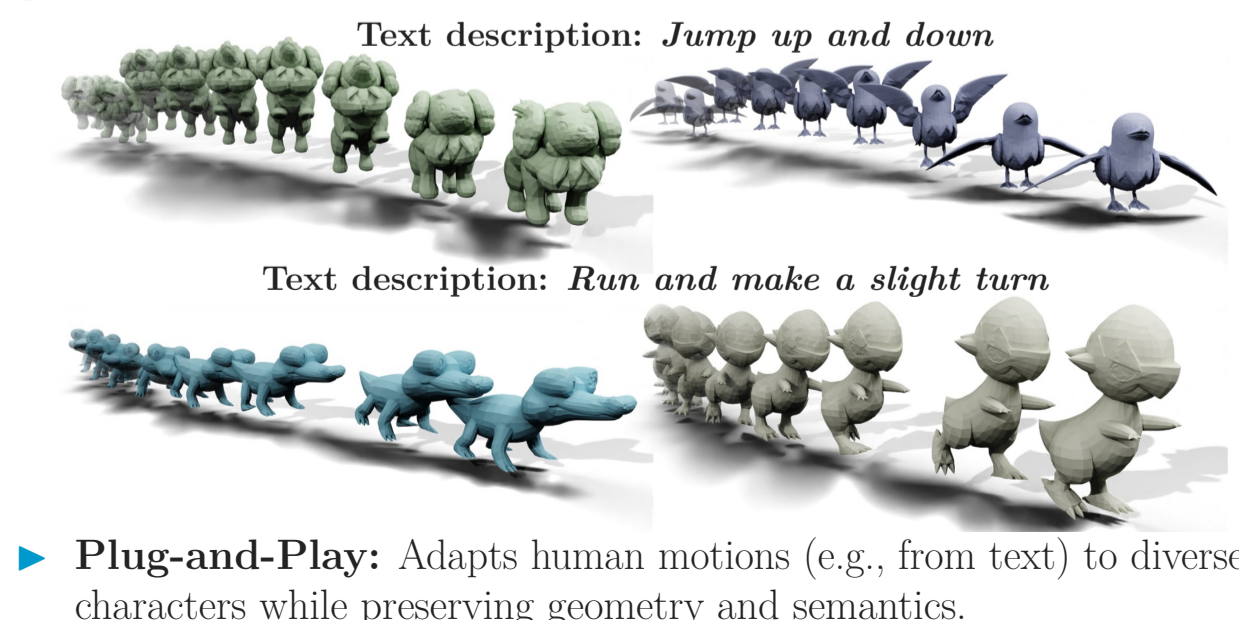 Text description: Jump up and down
Text description: Run and make a slight turn
Plug-and-Play: Adapts human motions (e.g., from text) to diverse
characters while preserving geometry and semantics.